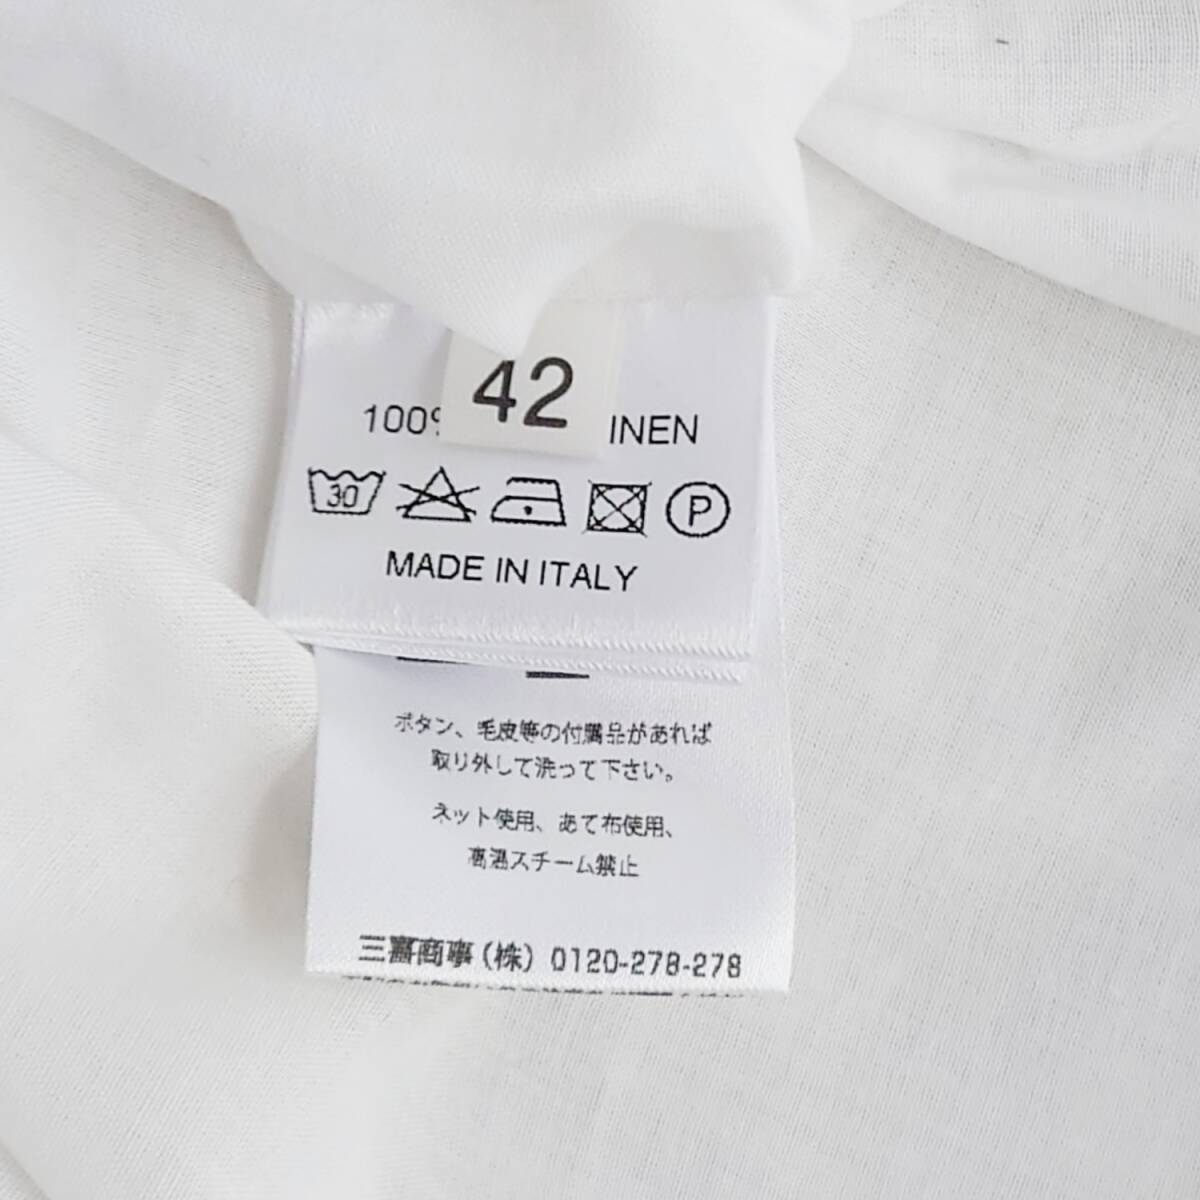 42
100% INEN
30
P
MADE IN ITALY
ボタン、毛皮等の付属品があれば
取り外して洗って下さい。
ネット使用、あて布使用、
高温スチーム禁止
三喜商事(株) 0120-278-278